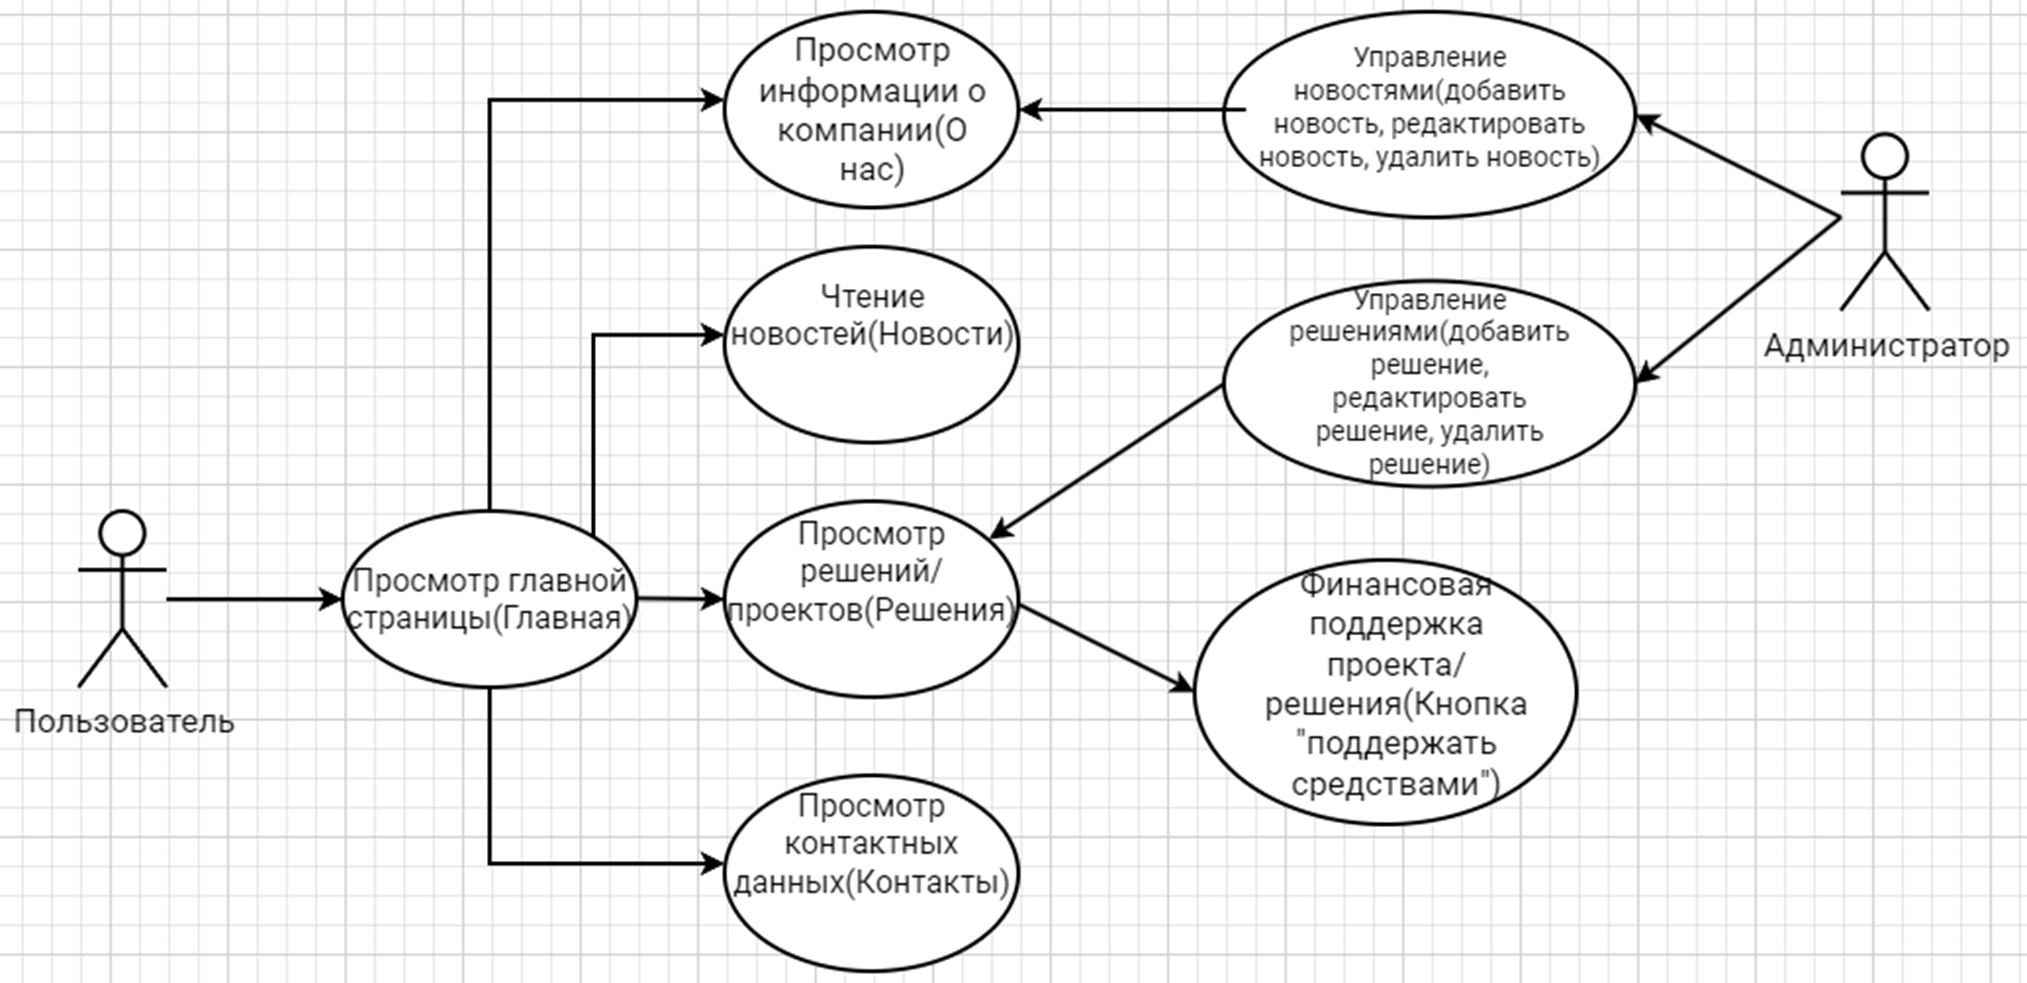 Просмотр
информации о
компании(О
нас)
Управление
новостями(добавить
новость, редактировать
новость, удалить новость)
Администратор
Чтение
новостей(Новости)
Управление
решениями(добавить
решение,
редактировать
решение, удалить
решение)
Пользователь
Просмотр главной
страницы(Главная)
Просмотр
решений/
проектов(Решения)
Финансовая
поддержка
проекта/
решения(Кнопка
"поддержать
средствами")
Просмотр
контактных
данных(Контакты)